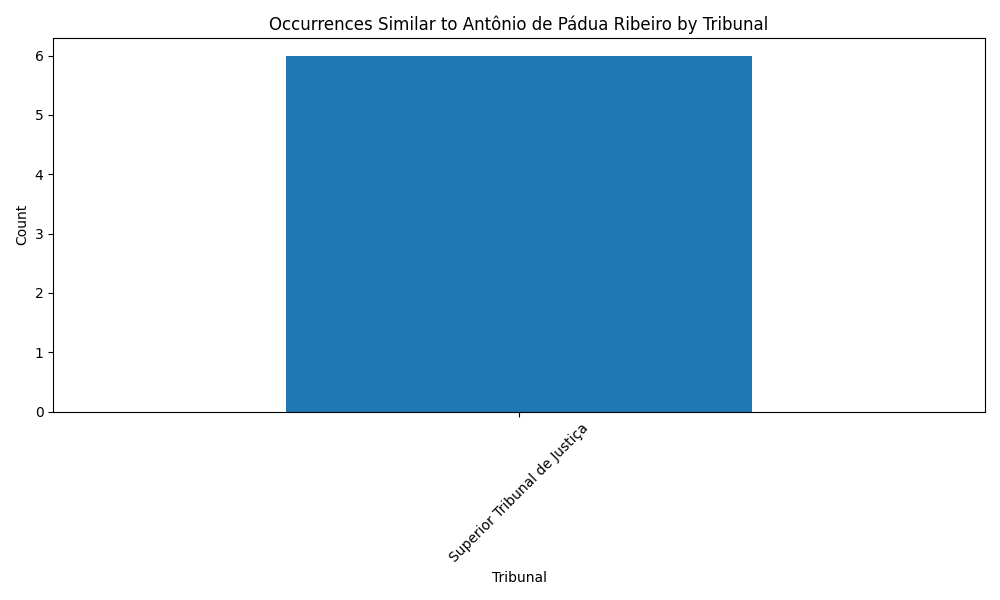 Occurrences Similar to Antônio de Pádua Ribeiro by Tribunal
Count
6
5
4
3
2
1
0
Superior Tribunal de Justiça
Tribunal